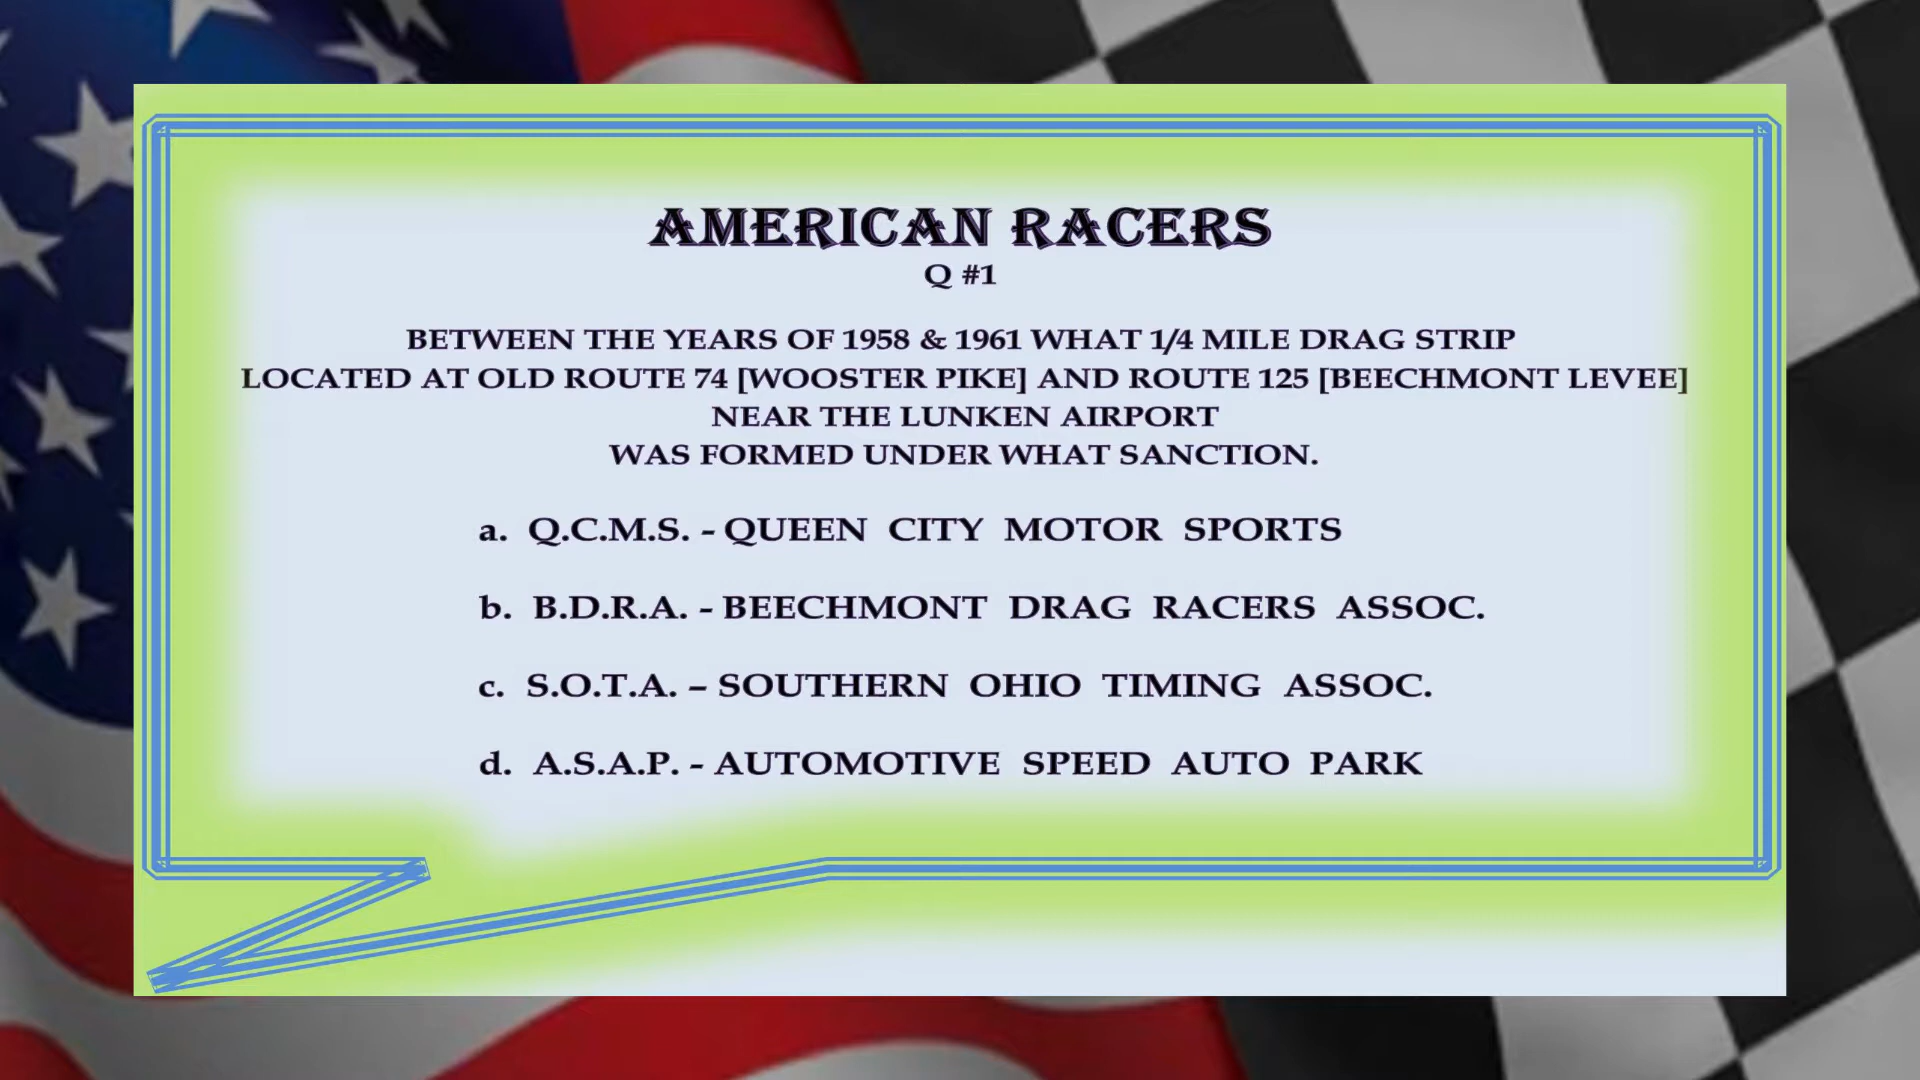 AMERICAN RACERS
Q #1
BETWEEN THE YEARS OF 1958 & 1961 WHAT 1/4 MILE DRAG STRIP
LOCATED AT OLD ROUTE 74 [WOOSTER PIKE] AND ROUTE 125 [BEECHMONT LEVEE]
NEAR THE LUNKEN AIRPORT
WAS FORMED UNDER WHAT SANCTION.
a. Q.C.M.S. - QUEEN CITY MOTOR SPORTS
b. B.D.R.A. - BEECHMONT DRAG RACERS ASSOC.
c. S.O.T.A. – SOUTHERN OHIO TIMING ASSOC.
d. A.S.A.P. - AUTOMOTIVE SPEED AUTO PARK